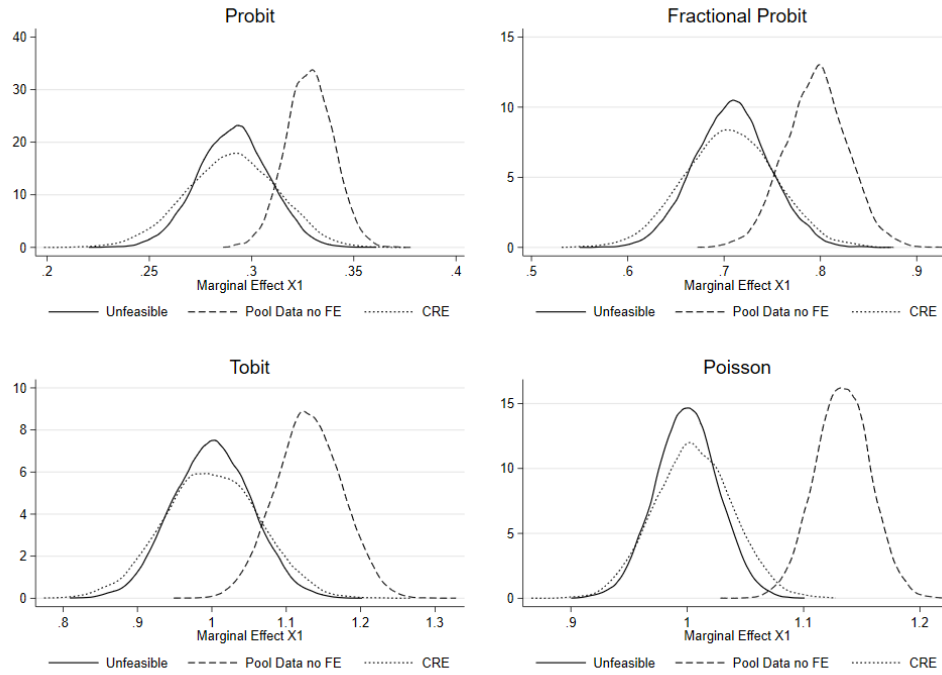 Probit
40
30
20
10
0
.2 .25 .3 .35 .4
Marginal Effect X1
Unfeasible Pool Data no FE CRE
Fractional Probit
15
10
5
0
.5 .6 .7 .8 .9
Marginal Effect X1
Unfeasible Pool Data no FE CRE
Tobit
10
8
6
4
2
0
.8 .9 1 1.1 1.2 1.3
Marginal Effect X1
Unfeasible Pool Data no FE CRE
Poisson
15
10
5
0
.9 1 1.1 1.2
Marginal Effect X1
Unfeasible Pool Data no FE CRE